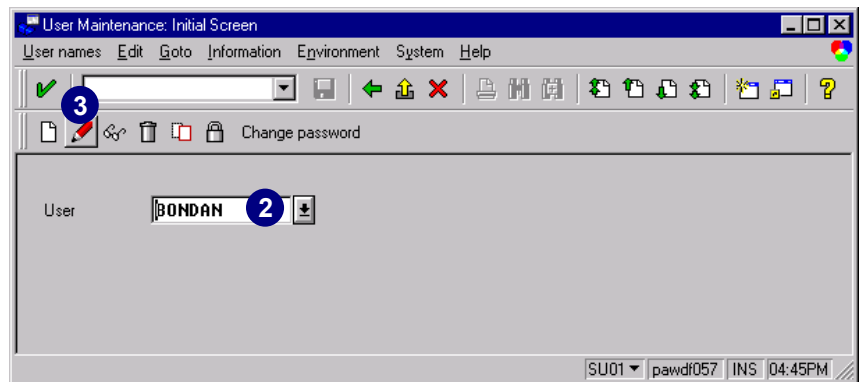 User Maintenance: Initial Screen
User names Edit Goto Information Environment System Help
3
Change password
User BONDAN 2
SU01 pawdf057 INS 04:45PM